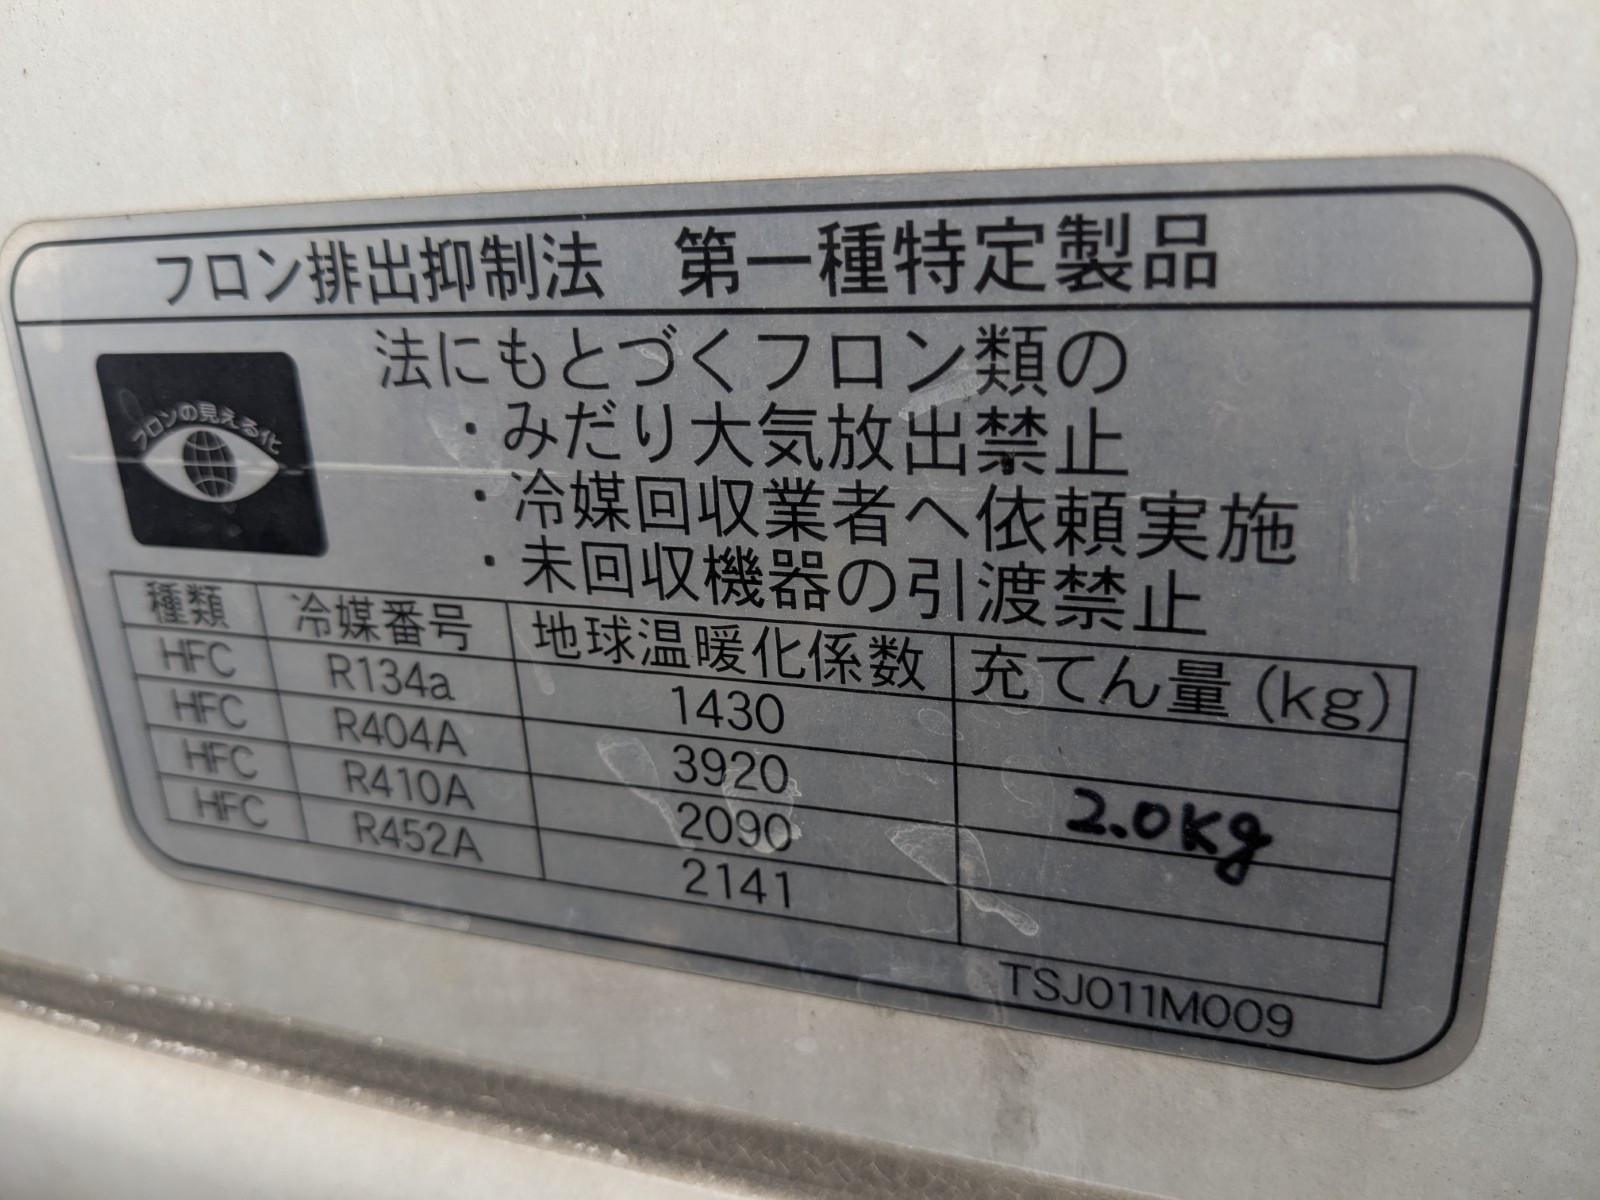 フロン排出抑制法 第一種特定製品
フロンの見える化
法にもとづくフロン類の
・みだり大気放出禁止
・冷媒回収業者へ依頼実施
・未回収機器の引渡禁止
種類 冷媒番号 地球温暖化係数 充てん量(kg)
HFC R134a 1430
HFC R404A 3920 2.0kg
HFC R410A 2090
HFC R452A 2141
TSJ011M009